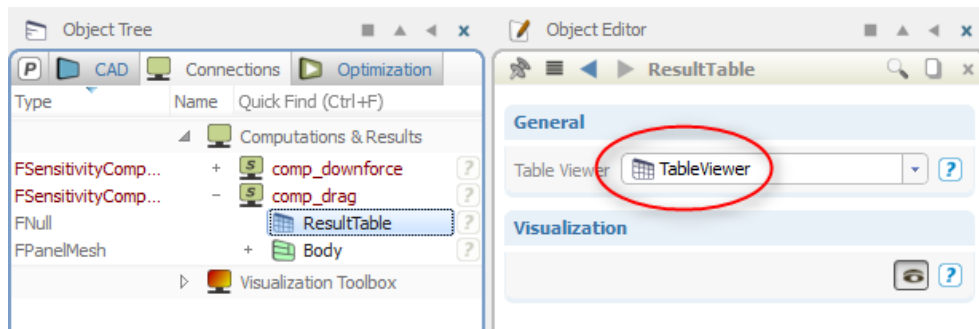 Object Tree
P CAD Connections Optimization
Type Name Quick Find (Ctrl+F)
Computations & Results
FSensitivityComp... + S comp_downforce ?
FSensitivityComp... - S comp_drag ?
FNull ResultTable ?
FPanelMesh + Body ?
Visualization Toolbox
Object Editor
ResultTable
General
Table Viewer TableViewer ?
Visualization
?